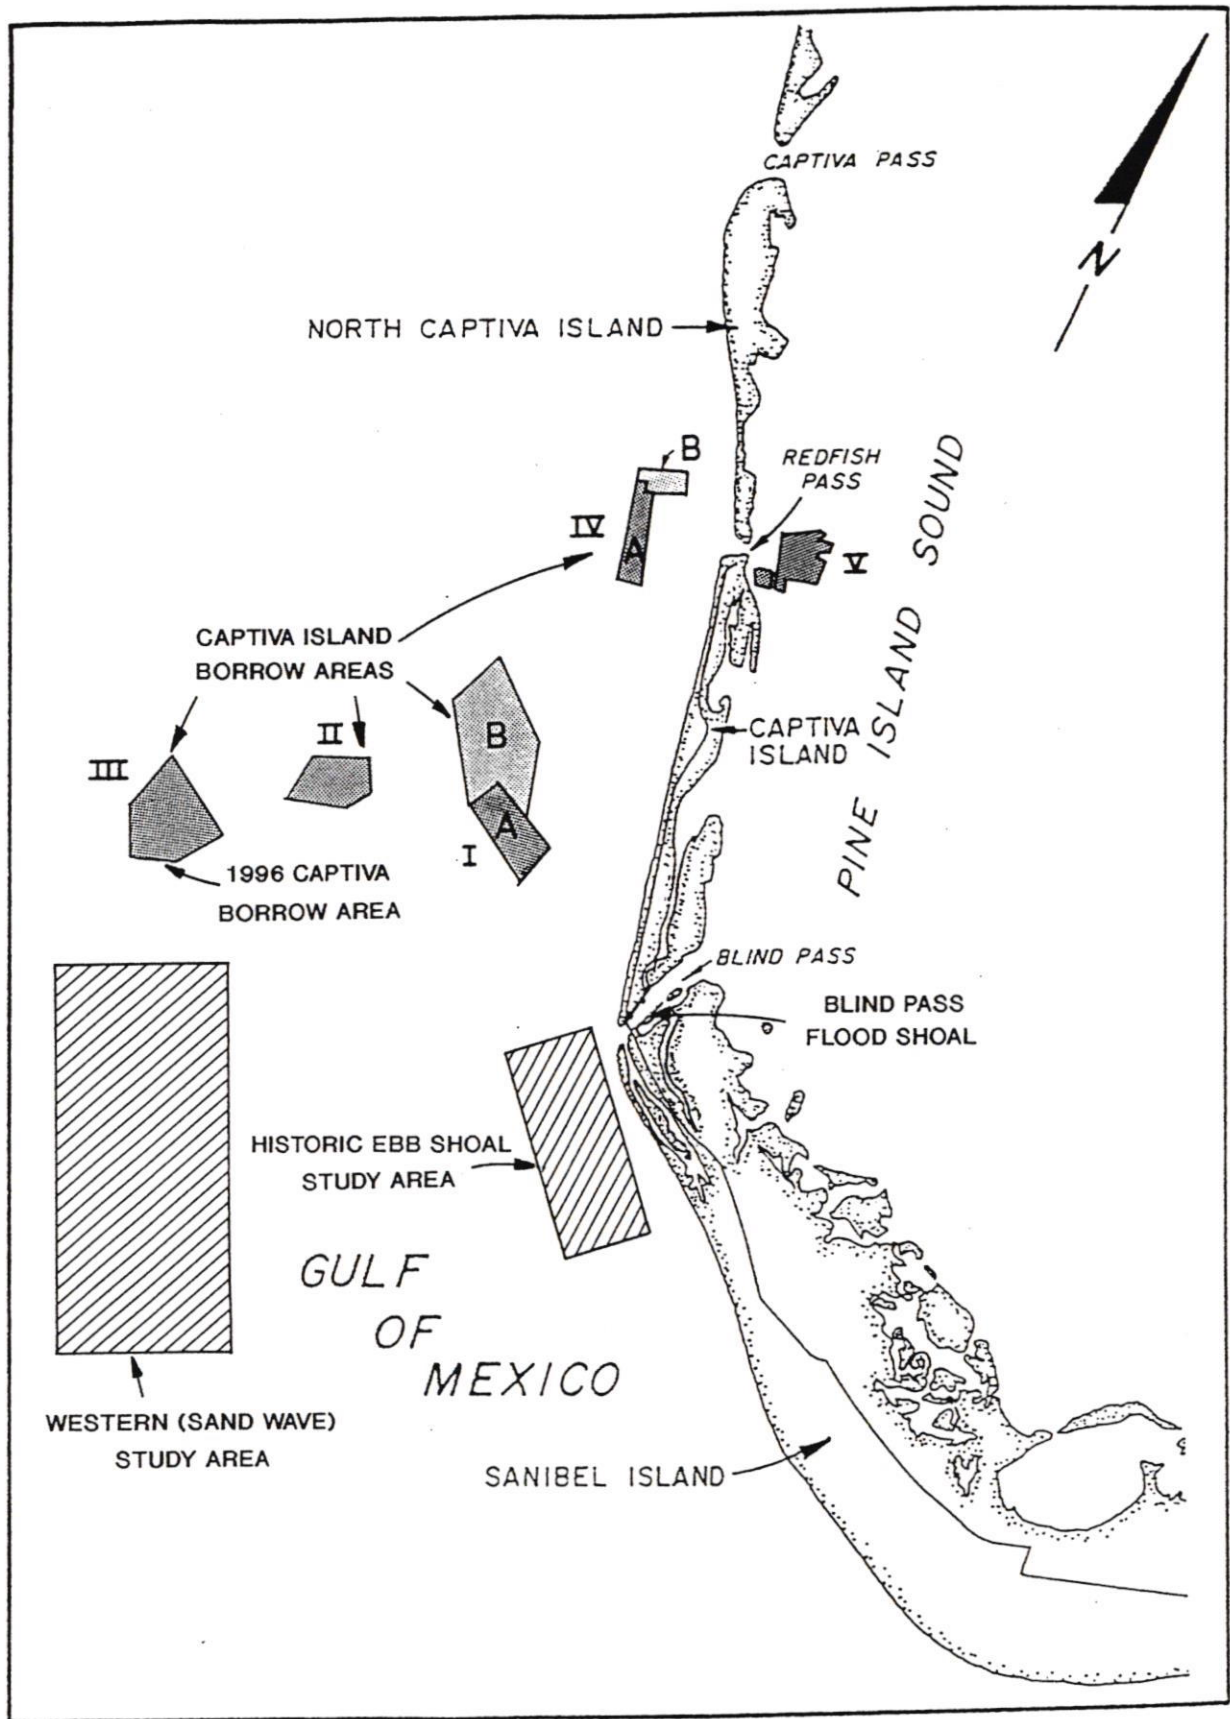 CAPTIVA PASS
N
NORTH CAPTIVA ISLAND
B
REDFISH
PASS
IV
A
V
PINE ISLAND SOUND
CAPTIVA ISLAND
BORROW AREAS
II
B
CAPTIVA
ISLAND
III
A
I
1996 CAPTIVA
BORROW AREA
BLIND PASS
BLIND PASS
FLOOD SHOAL
HISTORIC EBB SHOAL
STUDY AREA
GULF
OF
MEXICO
WESTERN (SAND WAVE)
STUDY AREA
SANIBEL ISLAND